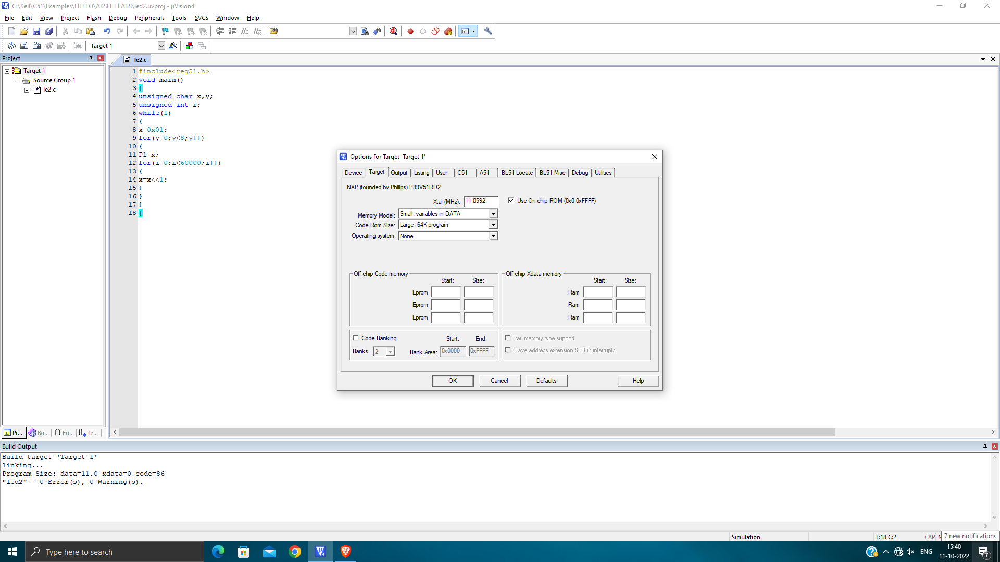 C:\Keil\C51\Examples\HELLO\AKSHIT LABS\led2.uvproj - µVision4
File Edit View Project Flash Debug Peripherals Tools SVCS Window Help
LOAD Target 1
Project
Target 1
Source Group 1
le2.c
Pr... Bo... {} Fu... Te...
le2.c
1 #include<reg51.h>
2 void main()
3 {
4 unsigned char x,y;
5 unsigned int i;
6 while(1)
7 {
8 x=0x01;
9 for(y=0;y<8;y++)
10 {
11 P1=x;
12 for(i=0;i<60000;i++)
13 {
14 x=x<<1;
15 }
16 }
17 }
18 }
Options for Target 'Target 1'
Device Target Output Listing User C51 A51 BL51 Locate BL51 Misc Debug Utilities
NXP (founded by Philips) P89V51RD2
Xtal (MHz): 11.0592 Use On-chip ROM (0x0-0xFFFF)
Memory Model: Small: variables in DATA
Code Rom Size: Large: 64K program
Operating system: None
Off-chip Code memory
Start: Size:
Eprom
Eprom
Eprom
Off-chip Xdata memory
Start: Size:
Ram
Ram
Ram
Code Banking Start: End:
Banks: 2 Bank Area: 0x0000 0xFFFF
'far' memory type support
Save address extension SFR in interrupts
OK Cancel Defaults Help
Build Output
Build target 'Target 1'
linking...
Program Size: data=11.0 xdata=0 code=86
"led2" - 0 Error(s), 0 Warning(s).
Simulation L:18 C:2 CAP N
7 new notifications
Type here to search
ENG
15:40
11-10-2022
7